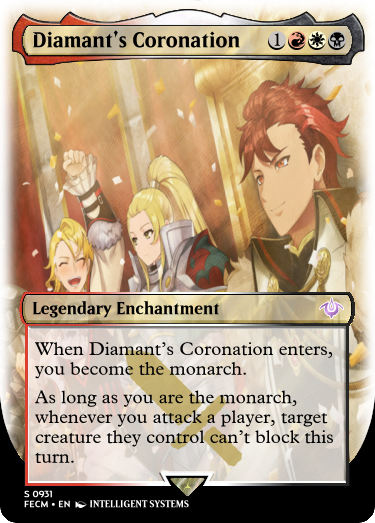 Diamant's Coronation 1
Legendary Enchantment
When Diamant's Coronation enters,
you become the monarch.
As long as you are the monarch,
whenever you attack a player, target
creature they control can't block this
turn.
S 0931
FECM • EN INTELLIGENT SYSTEMS